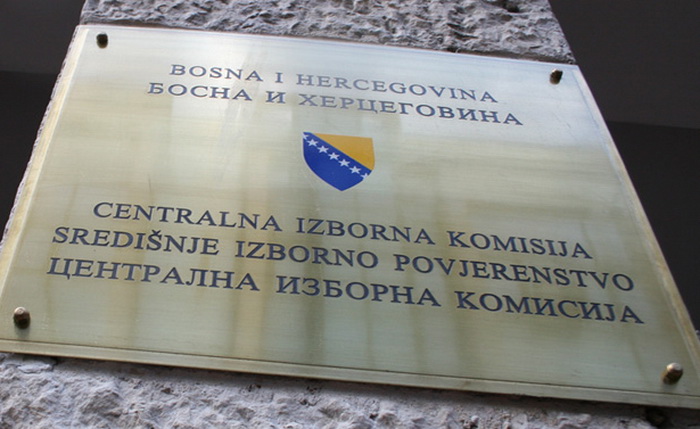 BOSNA I HERCEGOVINA
БОСНА И ХЕРЦЕГОВИНА
CENTRALNA IZBORNA KOMISIJA
SREDIŠNJE IZBORNO POVJERENSTVO
ЦЕНТРАЛНА ИЗБОРНА КОМИСИЈА